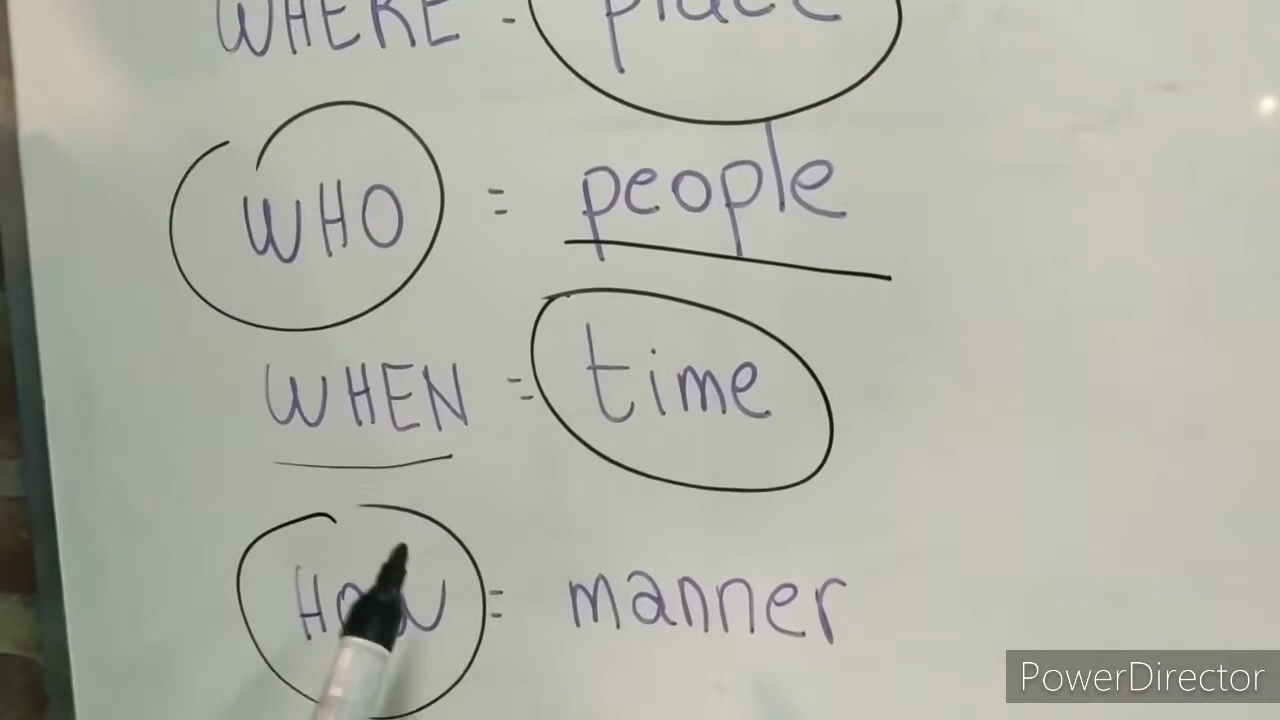 WHERE - place
WHO = people
WHEN = time
HOW = manner
PowerDirector